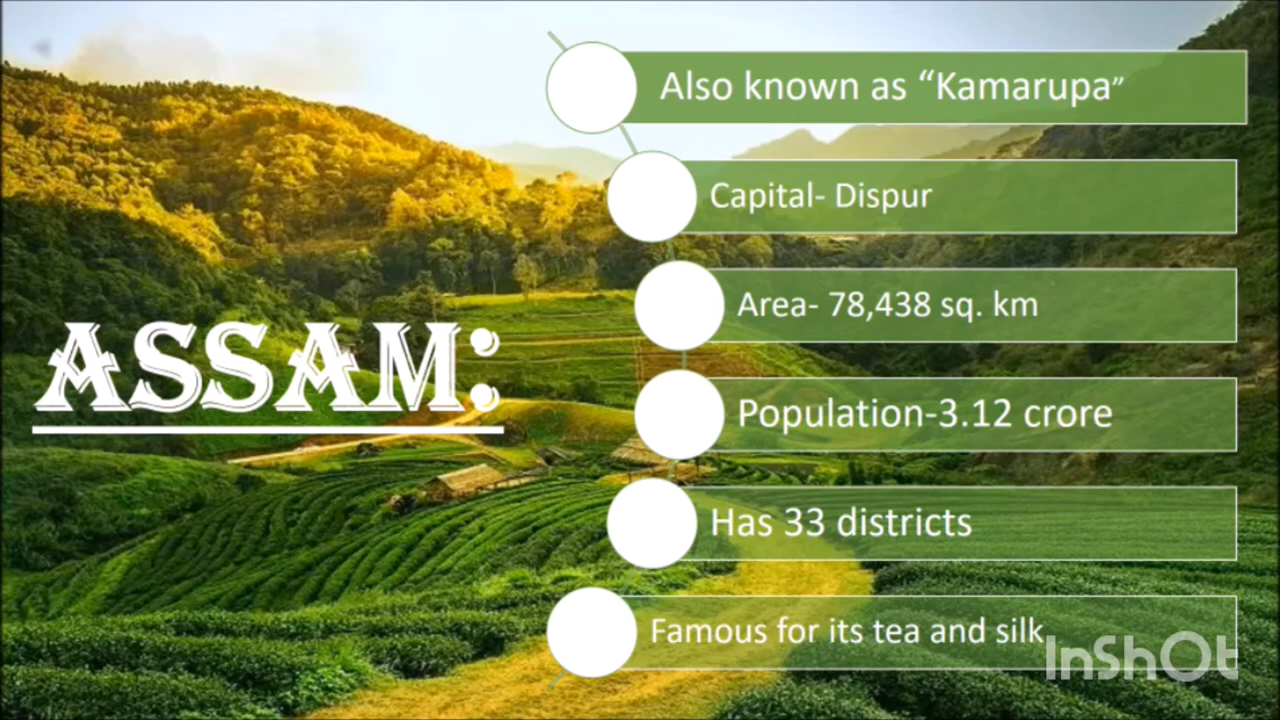 ASSAM:
Also known as “Kamarupa”
Capital- Dispur
Area- 78,438 sq. km
Population-3.12 crore
Has 33 districts
Famous for its tea and silk
InShOt